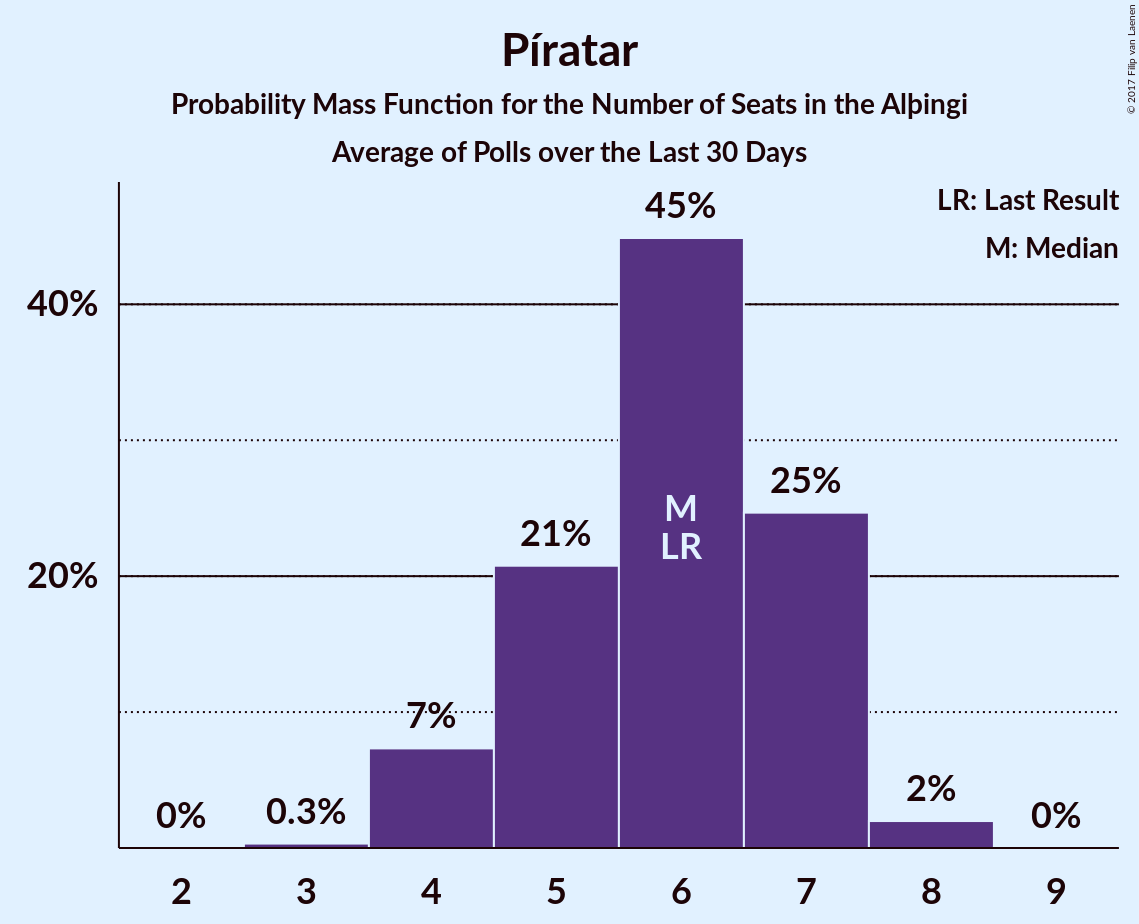 Píratar
Probability Mass Function for the Number of Seats in the Alþingi
Average of Polls over the Last 30 Days
© 2017 Filip van Laenen
LR: Last Result
M: Median
40%
20%
0%
0.3%
7%
21%
45%
M
LR
25%
2%
0%
2 3 4 5 6 7 8 9